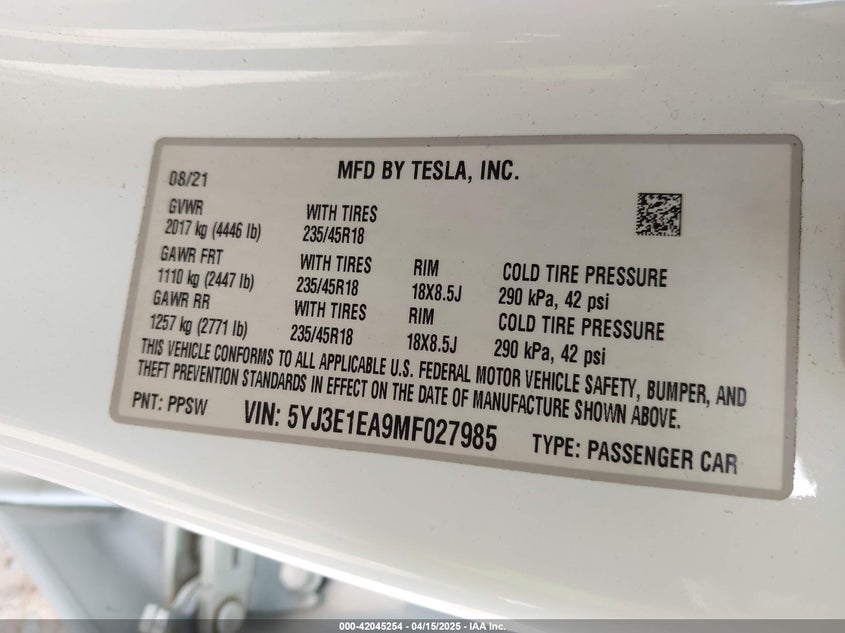 MFD BY TESLA, INC.
08/21
GVWR WITH TIRES
2017 kg (4446 lb) 235/45R18
GAWR FRT WITH TIRES RIM COLD TIRE PRESSURE
1110 kg (2447 lb) 235/45R18 18X8.5J 290 kPa, 42 psi
GAWR RR WITH TIRES RIM COLD TIRE PRESSURE
1257 kg (2771 lb) 235/45R18 18X8.5J 290 kPa, 42 psi
THIS VEHICLE CONFORMS TO ALL APPLICABLE U.S. FEDERAL MOTOR VEHICLE SAFETY, BUMPER, AND
THEFT PREVENTION STANDARDS IN EFFECT ON THE DATE OF MANUFACTURE SHOWN ABOVE.
PNT: PPSW VIN: 5YJ3E1EA9MF027985 TYPE: PASSENGER CAR
000-42045254 - 04/15/2025 - IAA Inc.